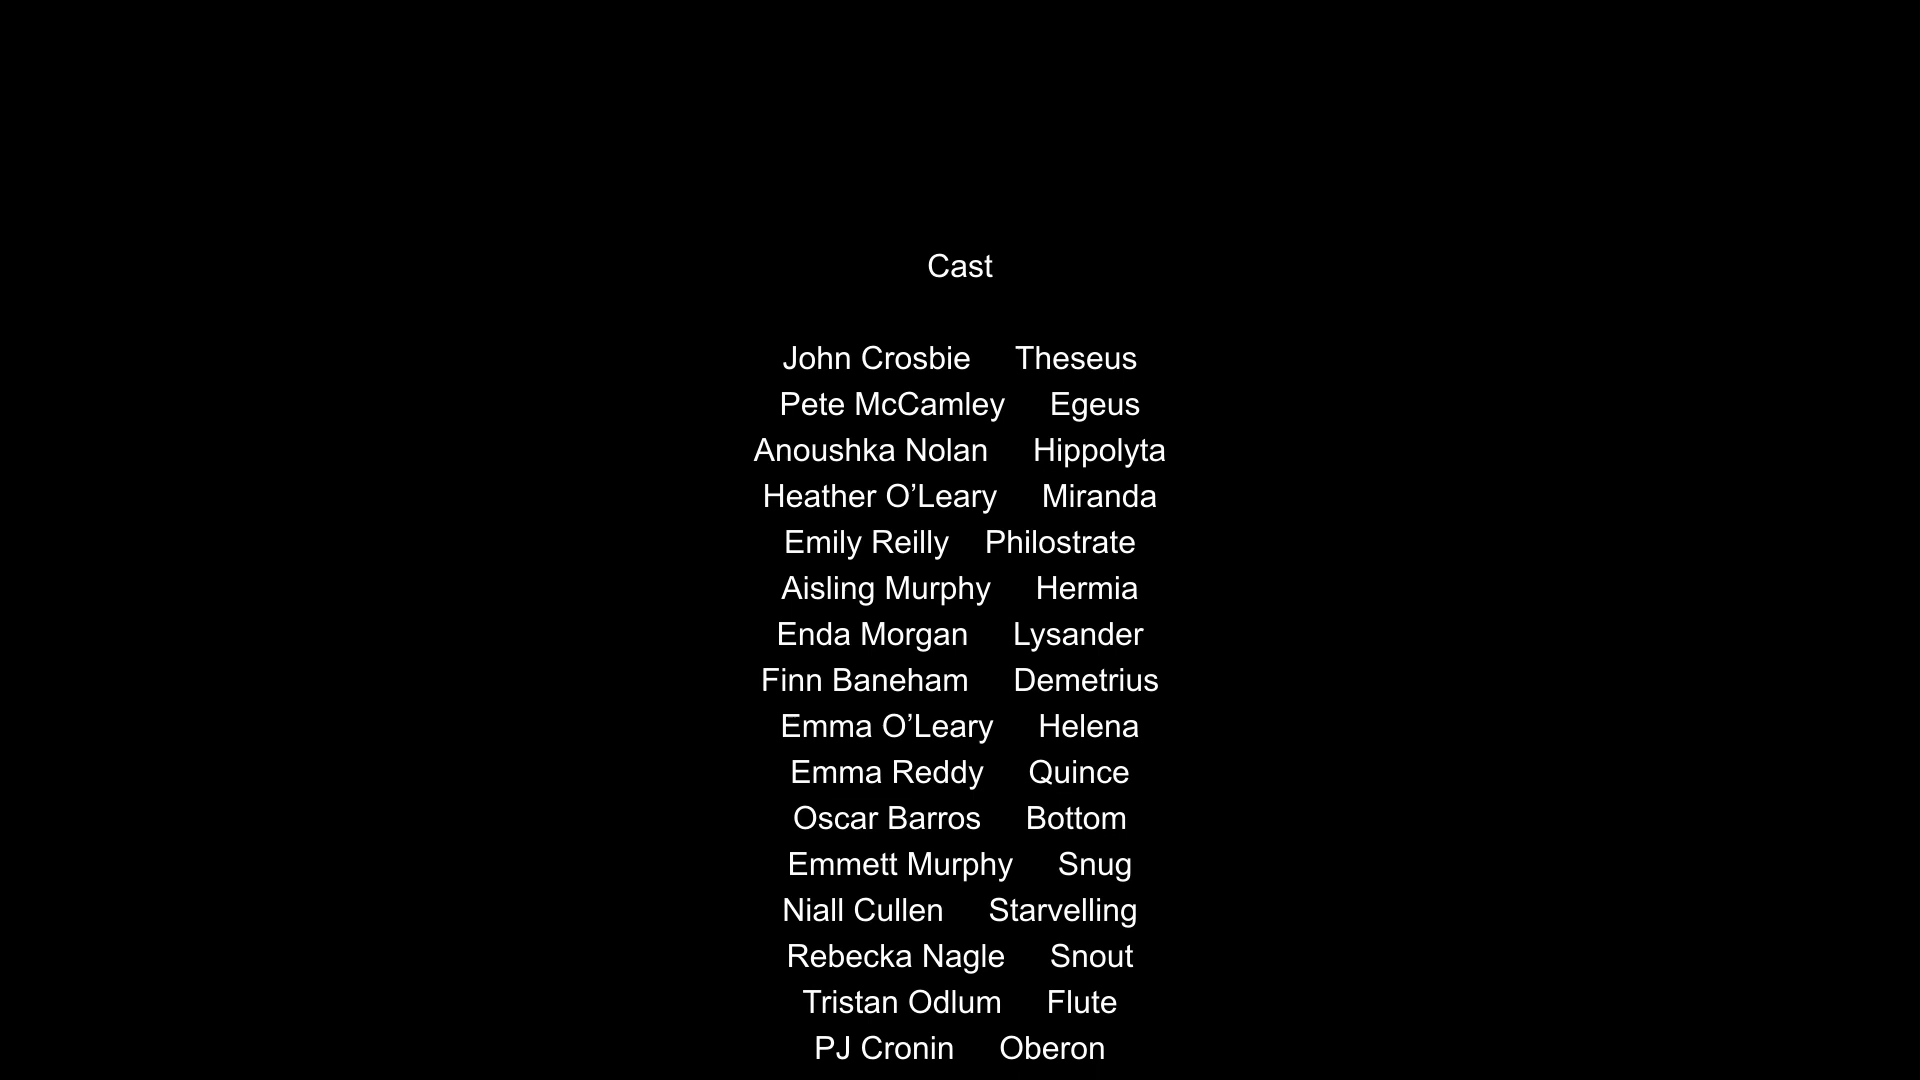 Cast
John Crosbie Theseus
Pete McCamley Egeus
Anoushka Nolan Hippolyta
Heather O’Leary Miranda
Emily Reilly Philostrate
Aisling Murphy Hermia
Enda Morgan Lysander
Finn Baneham Demetrius
Emma O’Leary Helena
Emma Reddy Quince
Oscar Barros Bottom
Emmett Murphy Snug
Niall Cullen Starvelling
Rebecka Nagle Snout
Tristan Odlum Flute
PJ Cronin Oberon